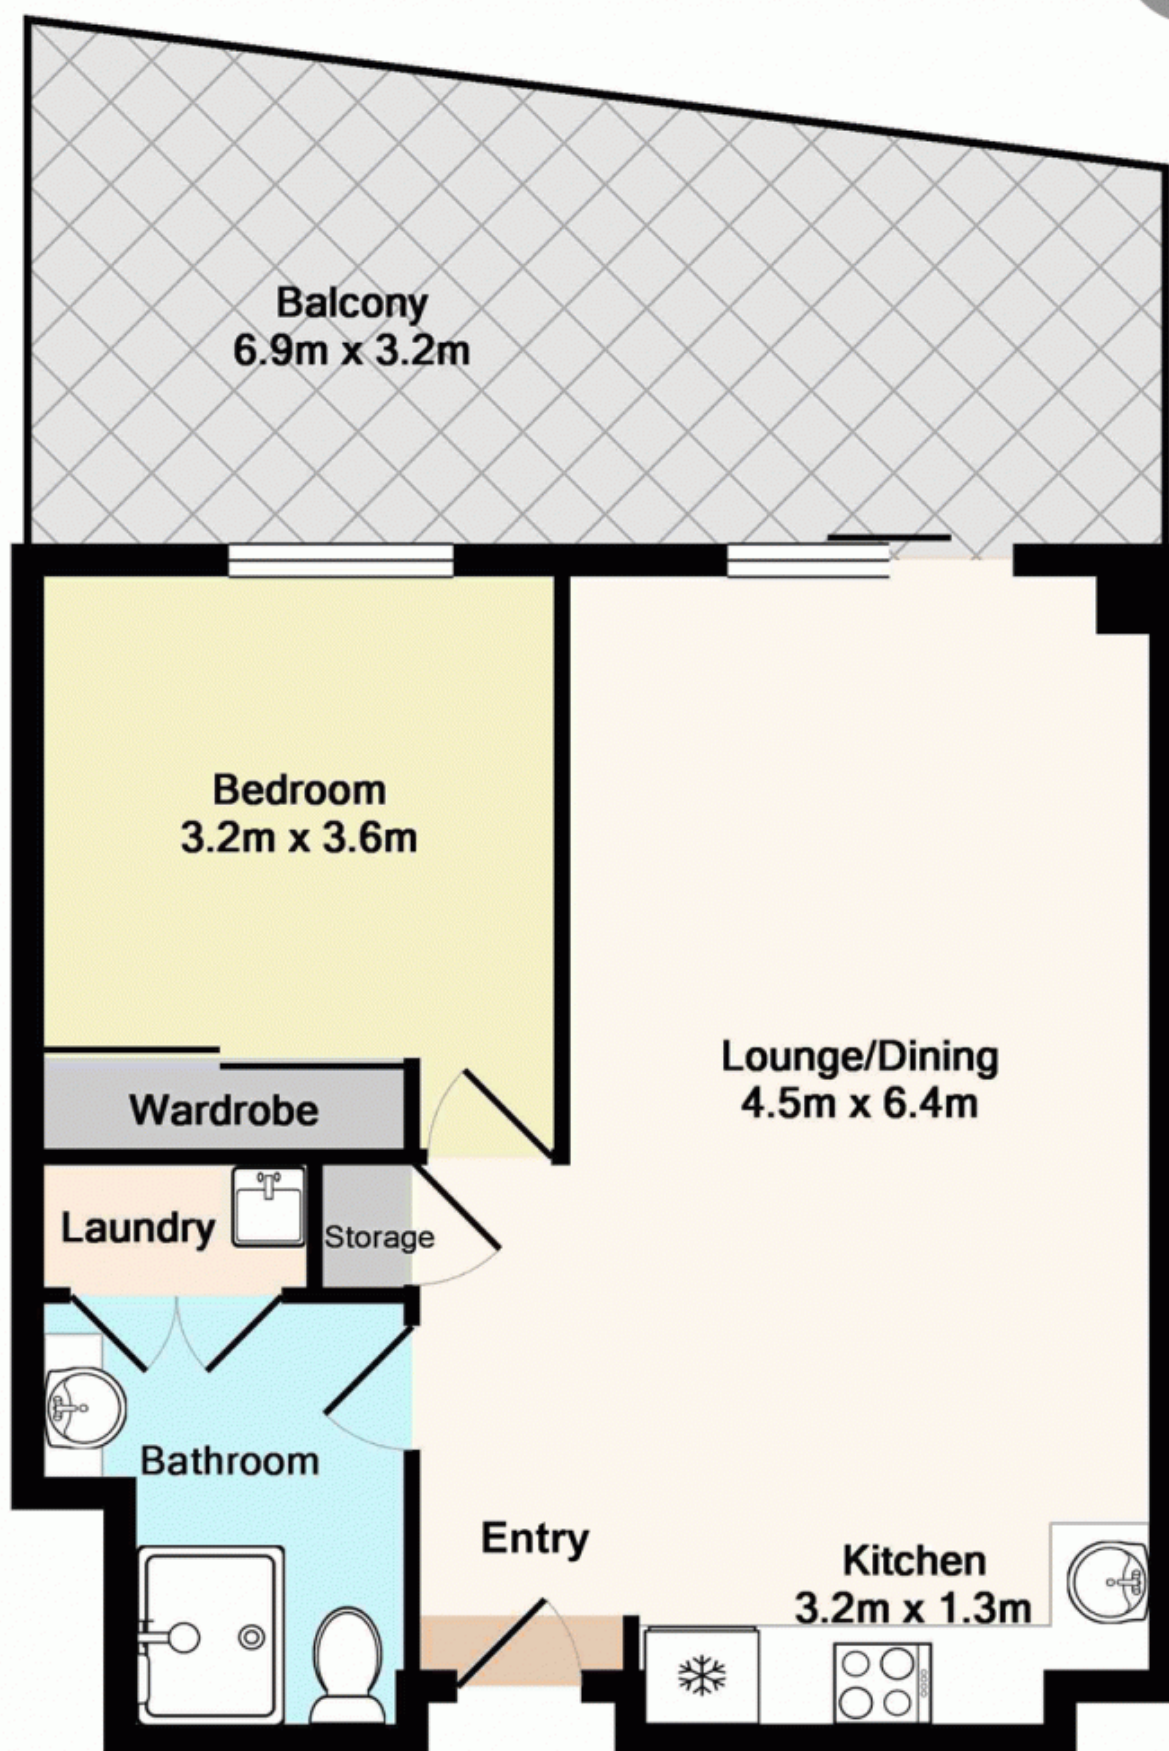 Balcony
6.9m x 3.2m
Bedroom
3.2m x 3.6m
Lounge/Dining
4.5m x 6.4m
Wardrobe
Laundry
Storage
Bathroom
Entry
Kitchen
3.2m x 1.3m